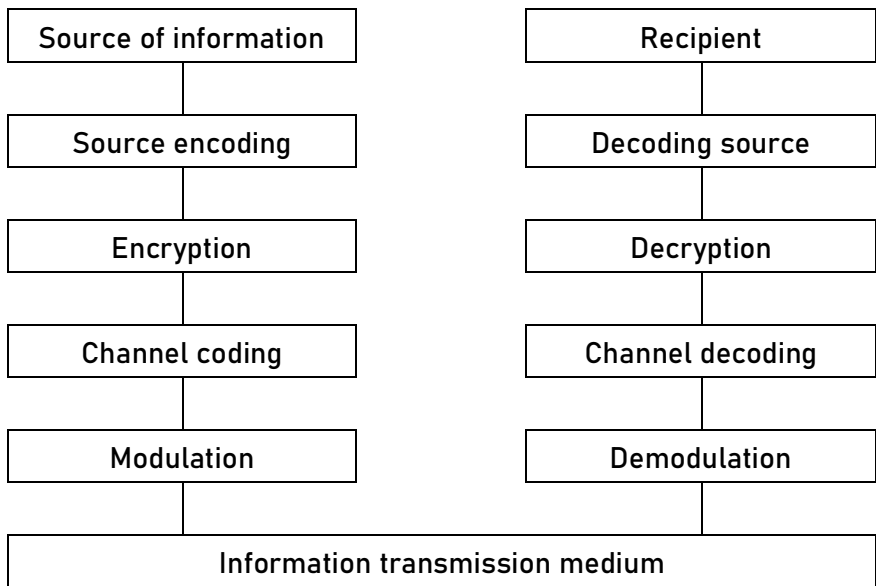 Source of information
Recipient
Source encoding
Decoding source
Encryption
Decryption
Channel coding
Channel decoding
Modulation
Demodulation
Information transmission medium